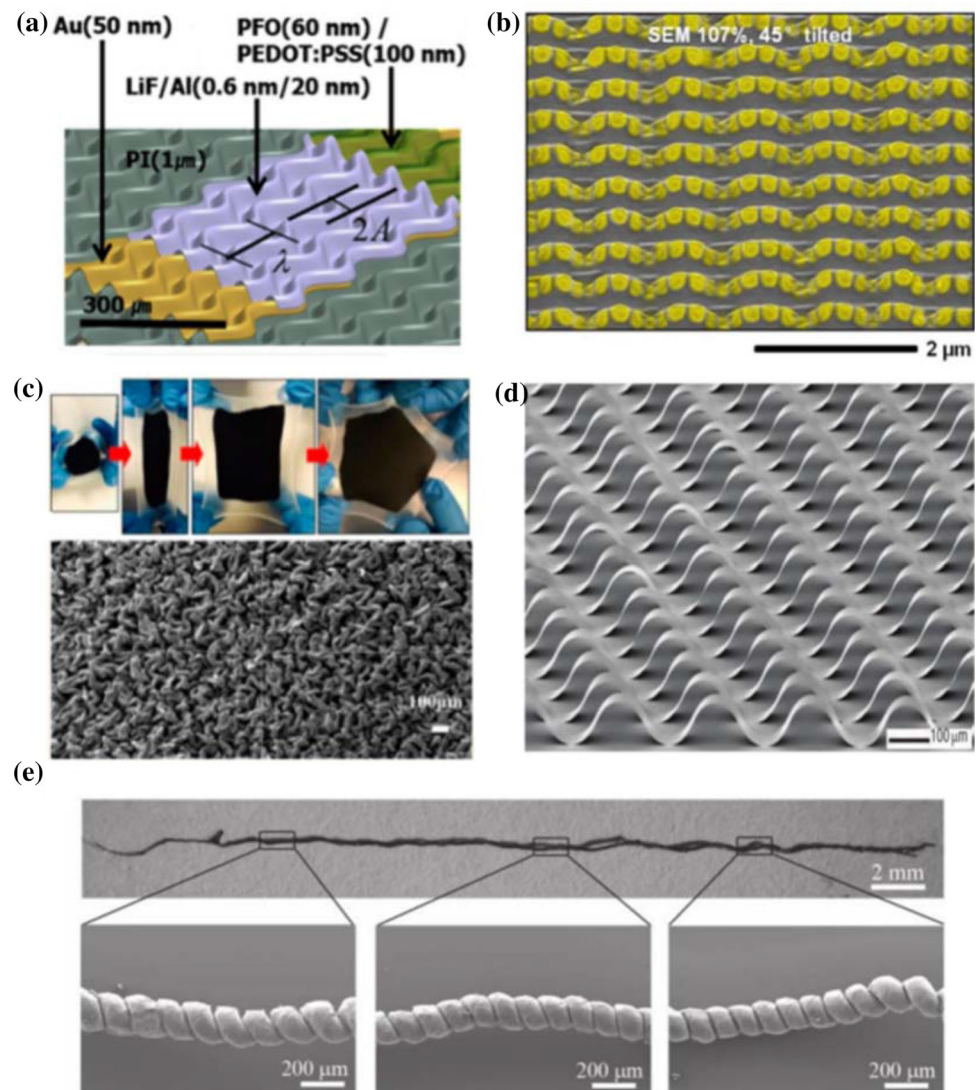 (a)
Au(50 nm)
PFO(60 nm) /
PEDOT:PSS(100 nm)
LiF/Al(0.6 nm/20 nm)
PI(1㎛)
2A
λ
300 ㎛
(b)
SEM 107%, 45° tilted
2 µm
(c)
100μm
(d)
100 μm
(e)
2 mm
200 μm
200 μm
200 μm